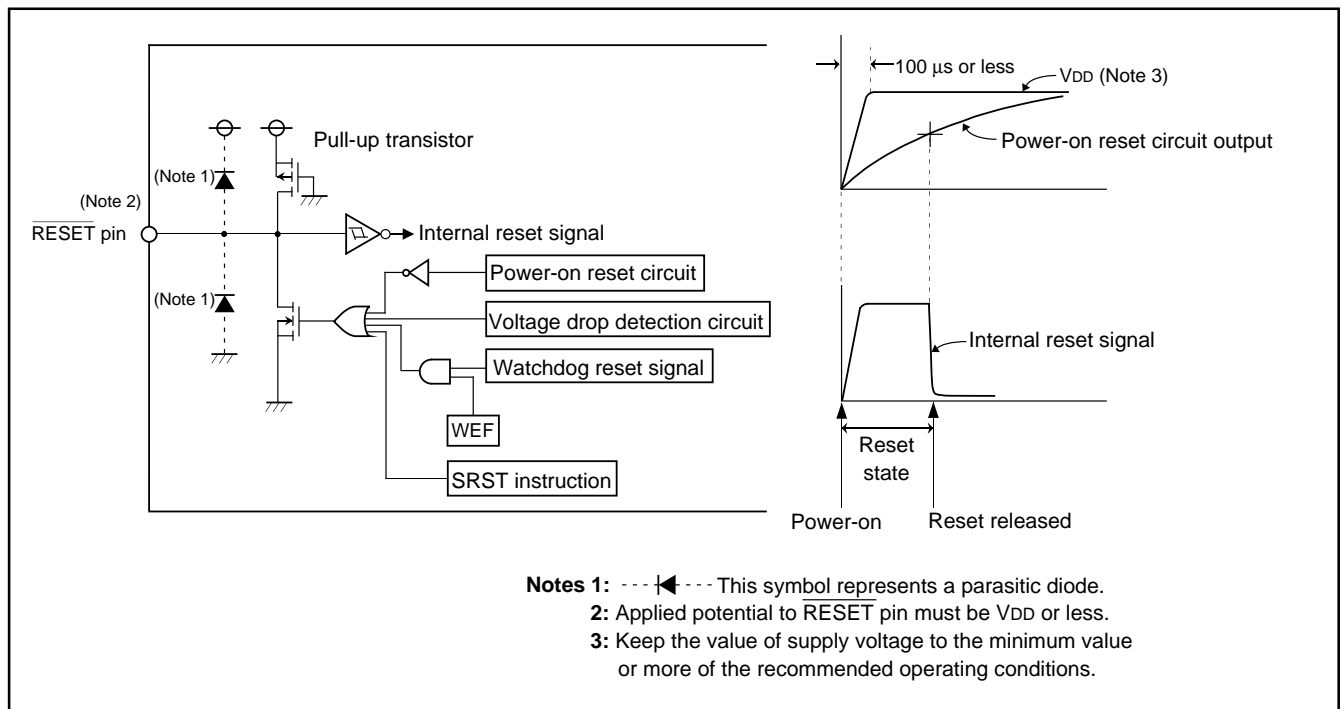 Pull-up transistor
(Note 1)
(Note 2)
RESET pin
Internal reset signal
Power-on reset circuit
(Note 1)
Voltage drop detection circuit
Watchdog reset signal
WEF
SRST instruction
100 µs or less
VDD (Note 3)
Power-on reset circuit output
Internal reset signal
Reset
state
Power-on
Reset released
Notes 1: This symbol represents a parasitic diode.
2: Applied potential to RESET pin must be VDD or less.
3: Keep the value of supply voltage to the minimum value
or more of the recommended operating conditions.